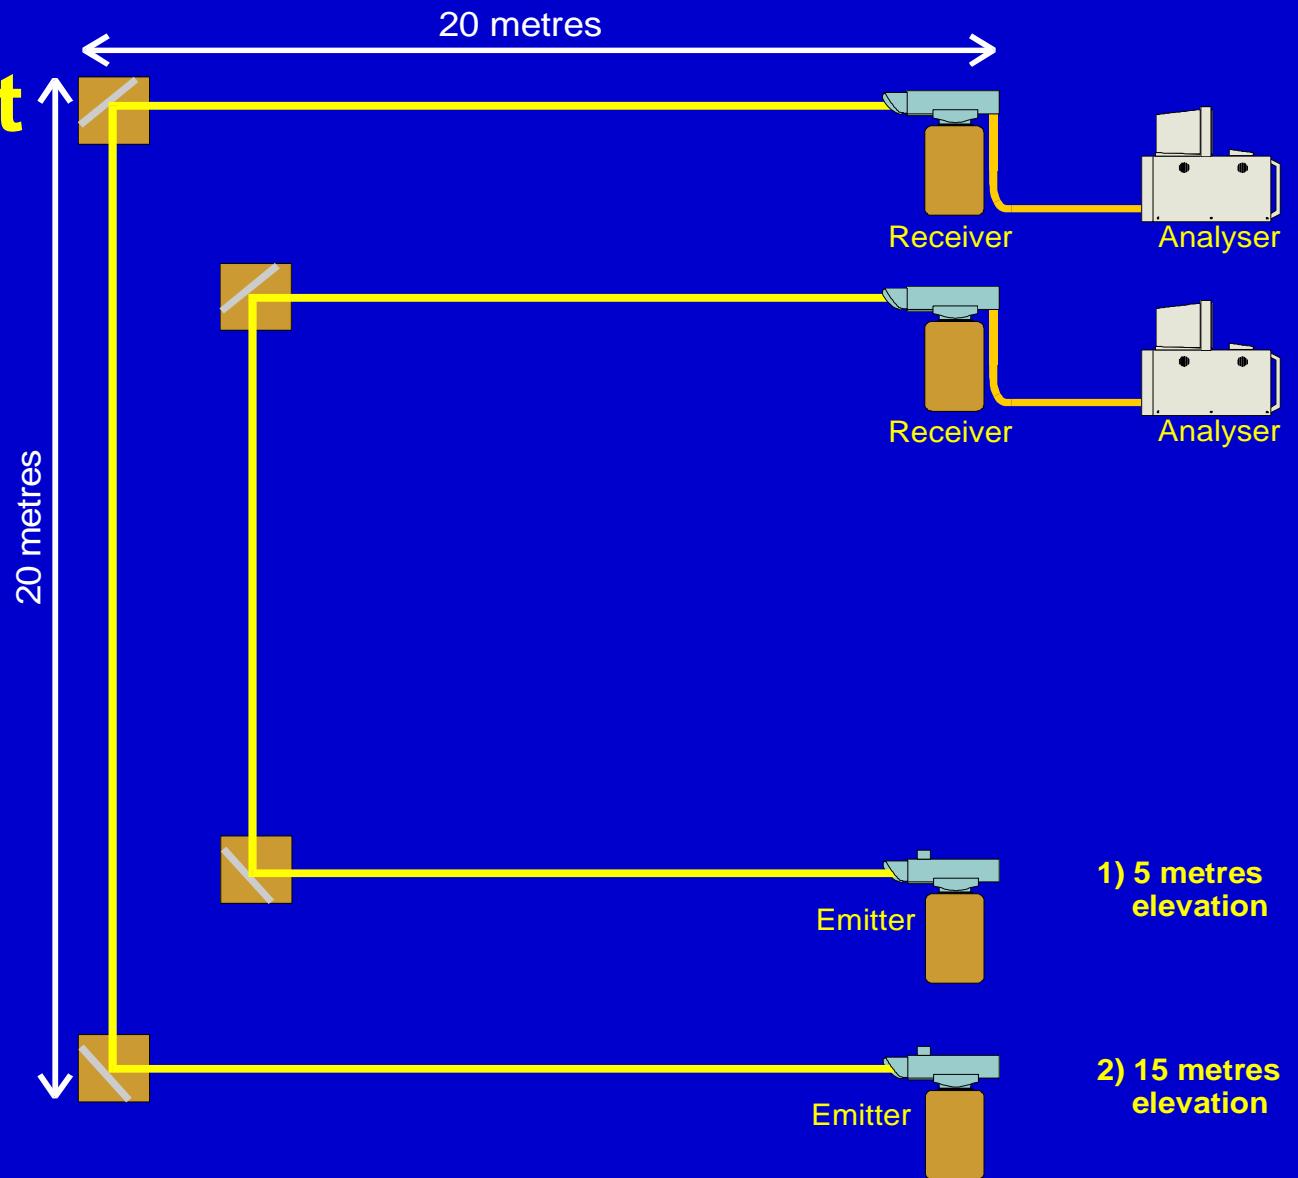 20 metres
t
Receiver
Analyser
Receiver
Analyser
20 metres
1) 5 metres
elevation
Emitter
2) 15 metres
elevation
Emitter